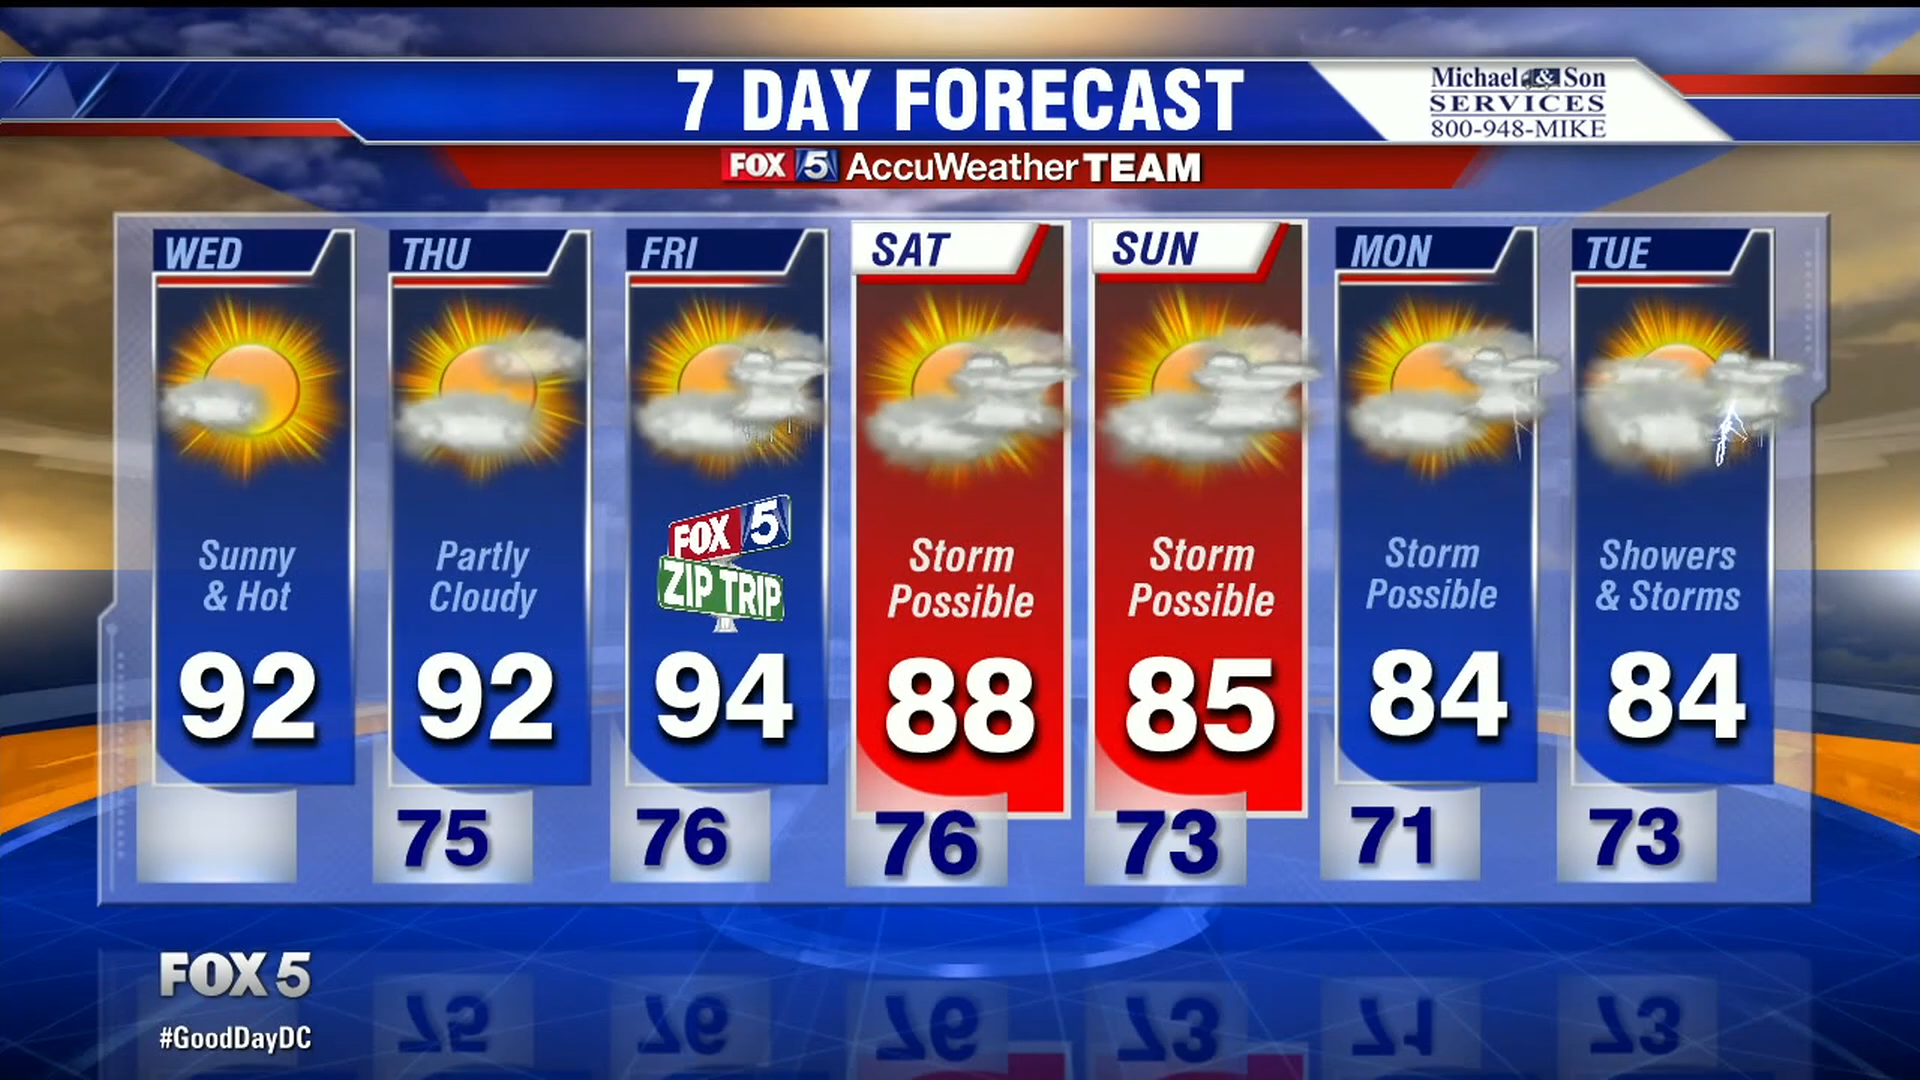 7 DAY FORECAST
Michael & Son
SERVICES
800-948-MIKE
FOX 5 AccuWeather TEAM
WED
Sunny
& Hot
92
THU
Partly
Cloudy
92
75
FRI
FOX 5
ZIP TRIP
94
76
SAT
Storm
Possible
88
76
SUN
Storm
Possible
85
73
MON
Storm
Possible
84
71
TUE
Showers
& Storms
84
73
FOX 5
#GoodDayDC